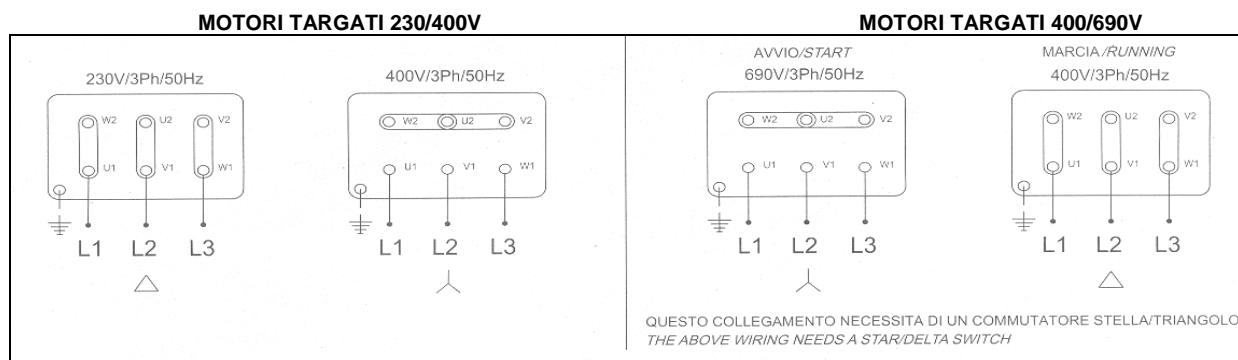 MOTORI TARGATI 230/400V
MOTORI TARGATI 400/690V
230V/3Ph/50Hz
W2 U2 V2
U1 V1 W1
L1 L2 L3
400V/3Ph/50Hz
W2 U2 V2
U1 V1 W1
L1 L2 L3
AVVIO/START
690V/3Ph/50Hz
W2 U2 V2
U1 V1 W1
L1 L2 L3
MARCIA/RUNNING
400V/3Ph/50Hz
W2 U2 V2
U1 V1 W1
L1 L2 L3
QUESTO COLLEGAMENTO NECESSITA DI UN COMMUTATORE STELLA/TRIANGOLO
THE ABOVE WIRING NEEDS A STAR/DELTA SWITCH